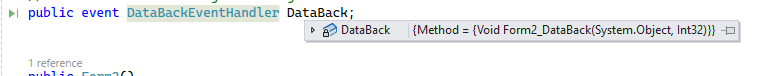 public event DataBackEventHandler DataBack;
DataBack {Method = {Void Form2_DataBack(System.Object, Int32)}}
1 reference
public Form2()